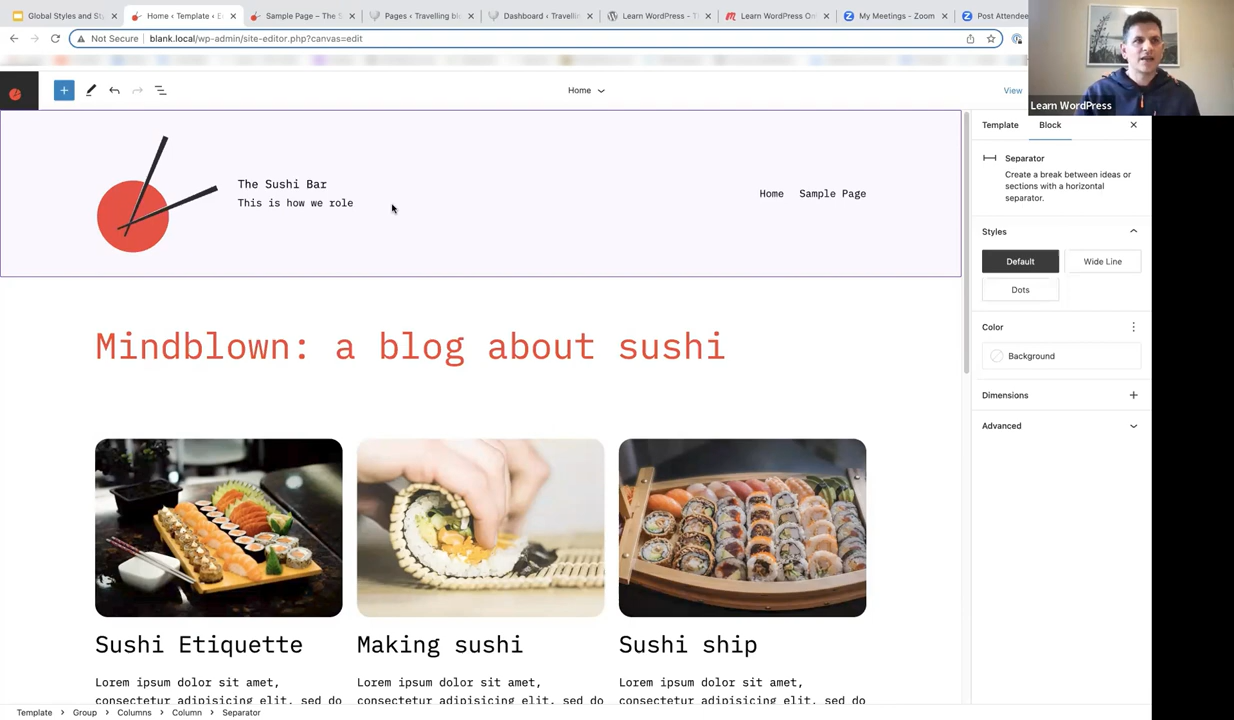 Global Styles and St
Home ‹ Template ‹ E
Sample Page – The S
Pages ‹ Travelling bl
Dashboard ‹ Travellin
Learn WordPress – T
Learn WordPress On
My Meetings - Zoom
Post Attendee
Not Secure | blank.local/wp-admin/site-editor.php?canvas=edit
Learn WordPress
Home
View
Template
Block
The Sushi Bar
This is how we role
Home Sample Page
Separator
Create a break between ideas or
sections with a horizontal
separator.
Styles
Default
Wide Line
Dots
Color
Background
Dimensions
Advanced
Mindblown: a blog about sushi
Sushi Etiquette
Making sushi
Sushi ship
Lorem ipsum dolor sit amet,
consectetur adipisicing elit, sed do
Lorem ipsum dolor sit amet,
consectetur adipisicing elit, sed do
Lorem ipsum dolor sit amet,
consectetur adipisicing elit, sed do
Template > Group > Columns > Column > Separator